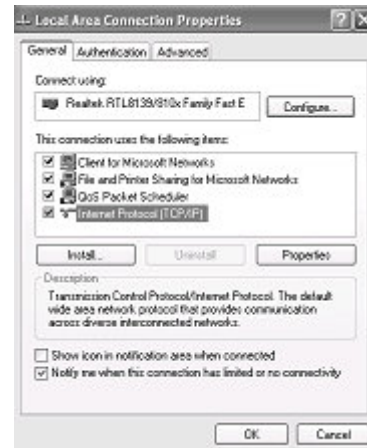 Local Area Connection Properties
General Authentication Advanced
Connect using:
Realtek RTL8139/810x Family Fast E
Configure...
This connection uses the following items:
Client for Microsoft Networks
File and Printer Sharing for Microsoft Networks
QoS Packet Scheduler
Internet Protocol (TCP/IP)
Install... Uninstall Properties
Description
Transmission Control Protocol/Internet Protocol. The default
wide area network protocol that provides communication
across diverse interconnected networks.
Show icon in notification area when connected
Notify me when this connection has limited or no connectivity
OK Cancel